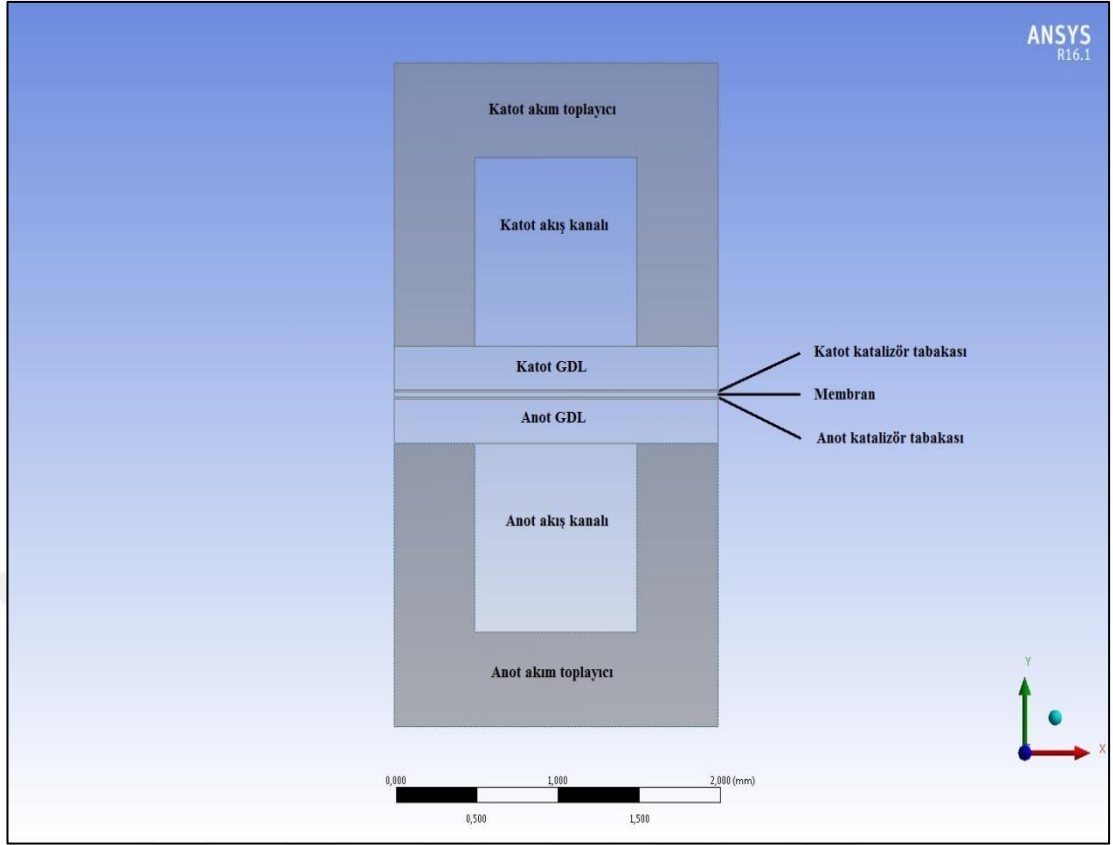 ANSYS
R16.1
Katot akım toplayıcı
Katot akış kanalı
Katot GDL
Katot katalizör tabakası
Membran
Anot GDL
Anot katalizör tabakası
Anot akış kanalı
Anot akım toplayıcı
Y
X
0,000 1,000 2,000 (mm)
0,500 1,500